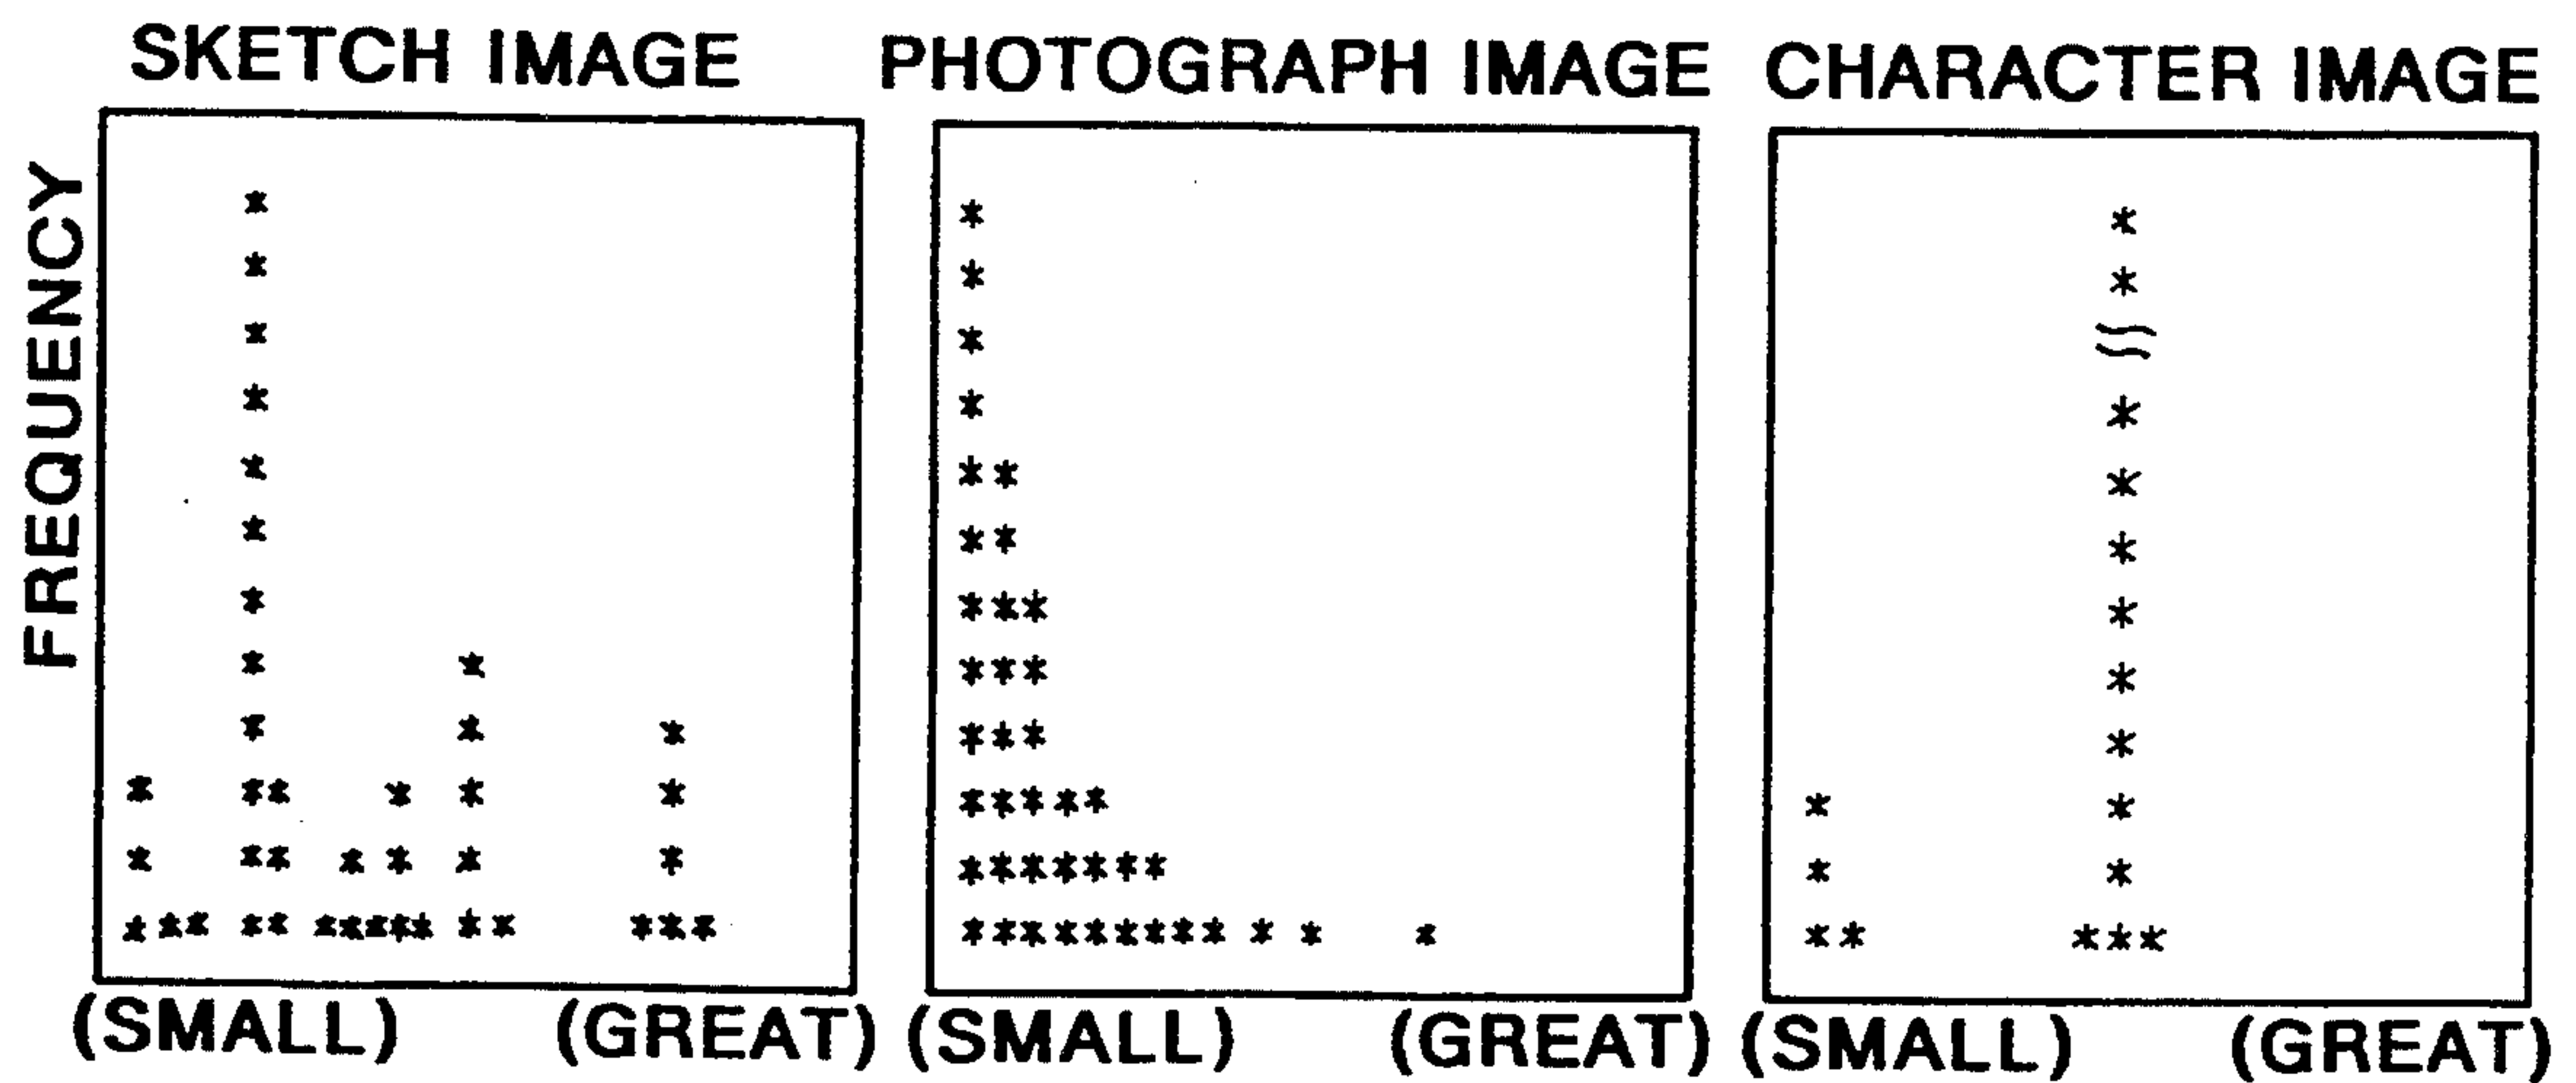 SKETCH IMAGE
PHOTOGRAPH IMAGE
CHARACTER IMAGE
FREQUENCY
(SMALL) (GREAT)
(SMALL) (GREAT)
(SMALL) (GREAT)